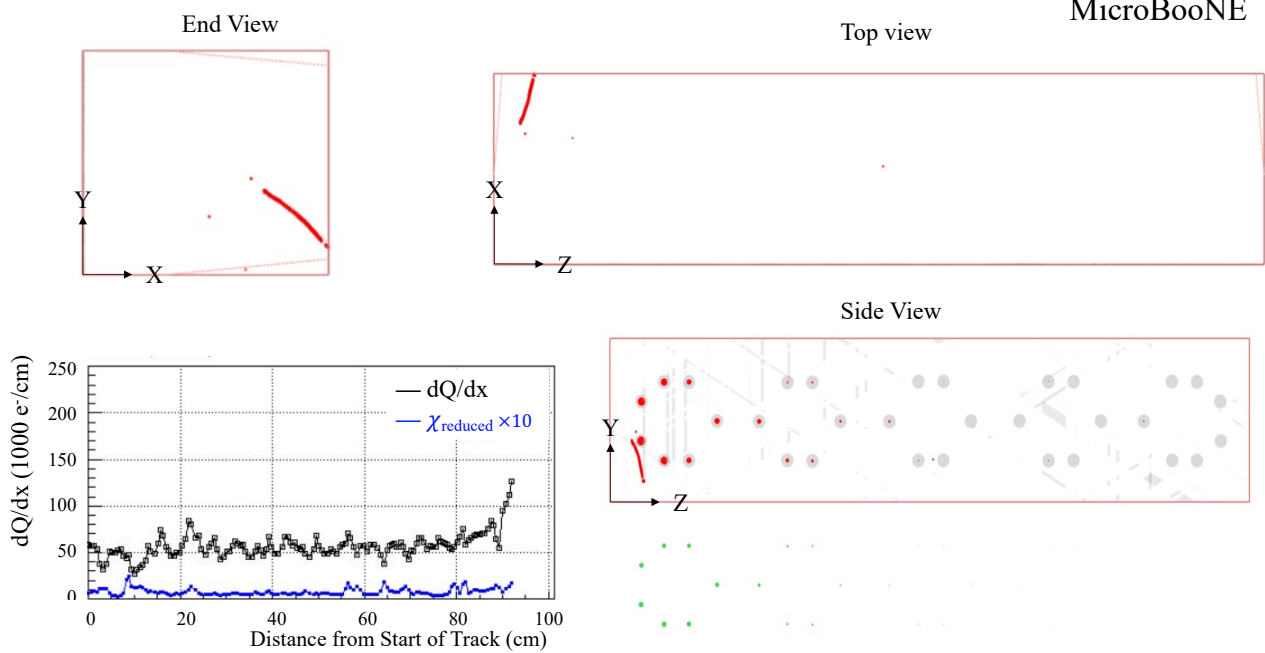 MicroBooNE
End View
Top view
Y
X
X
Z
Side View
Y
Z
dQ/dx (1000 e-/cm)
250
200
150
100
50
0
dQ/dx
χreduced ×10
0 20 40 60 80 100
Distance from Start of Track (cm)